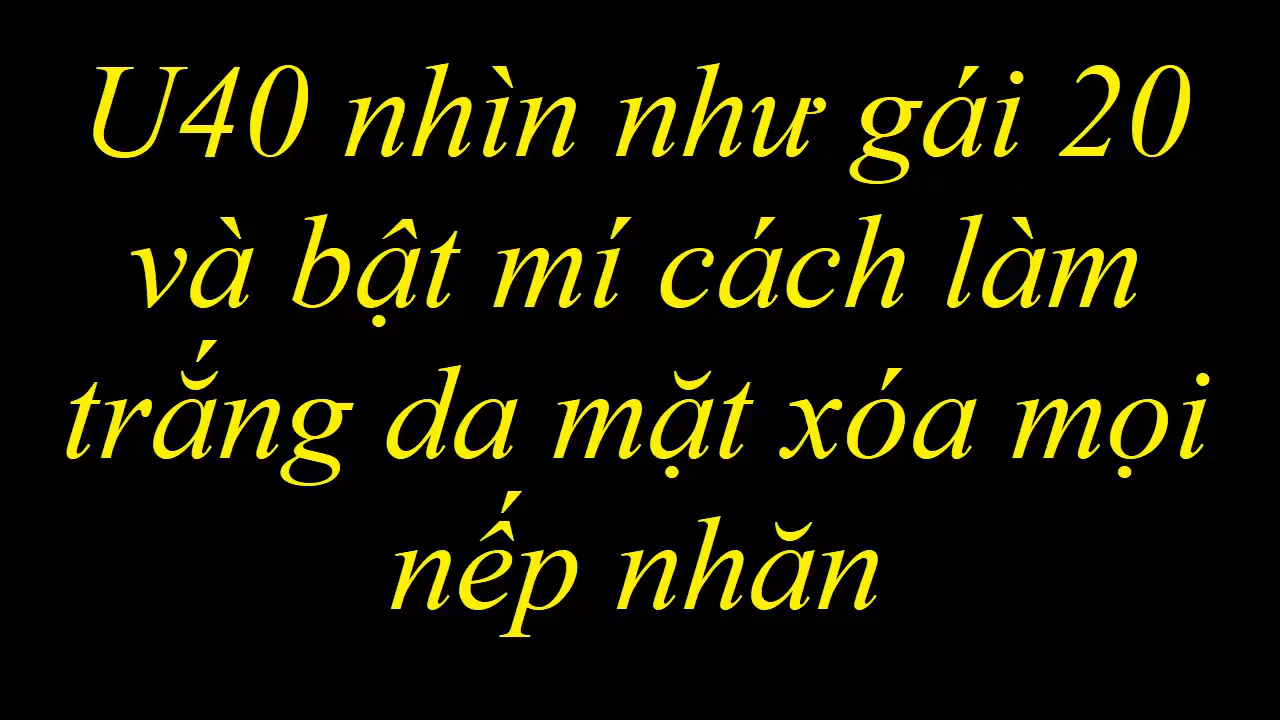 U40 nhìn như gái 20
và bật mí cách làm
trắng da mặt xóa mọi
nếp nhăn